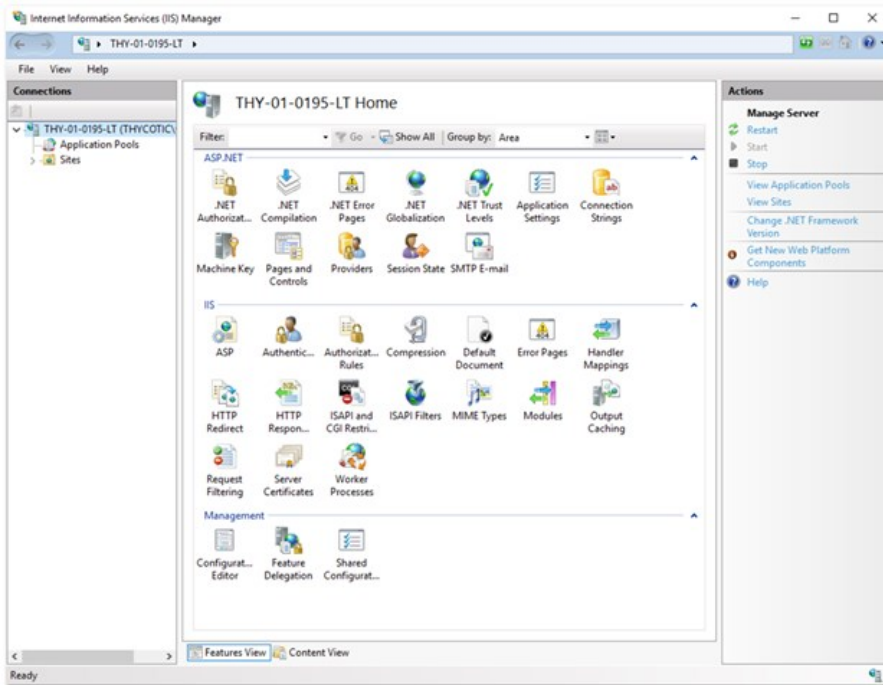 Internet Information Services (IIS) Manager
THY-01-0195-LT
File View Help
Connections
THY-01-0195-LT (THYCOTIC\
Application Pools
Sites
THY-01-0195-LT Home
Filter: Go Show All Group by: Area
ASP.NET
.NET Authorizat...
.NET Compilation
.NET Error Pages
.NET Globalization
.NET Trust Levels
Application Settings
Connection Strings
Machine Key
Pages and Controls
Providers
Session State
SMTP E-mail
IIS
ASP
Authentic...
Authorizat... Rules
Compression
Default Document
Error Pages
Handler Mappings
HTTP Redirect
HTTP Respon...
ISAPI and CGI Restri...
ISAPI Filters
MIME Types
Modules
Output Caching
Request Filtering
Server Certificates
Worker Processes
Management
Configurat... Editor
Feature Delegation
Shared Configurat...
Features View
Content View
Actions
Manage Server
Restart
Start
Stop
View Application Pools
View Sites
Change .NET Framework
Version
Get New Web Platform
Components
Help
Ready